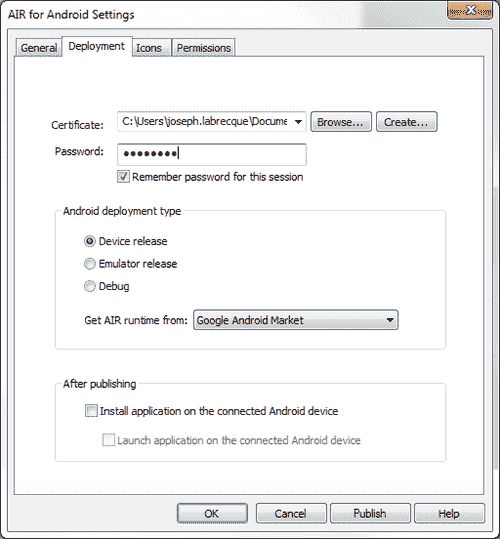 AIR for Android Settings
General Deployment Icons Permissions
Certificate: C:\Users\joseph.labrecque\Docume Browse... Create...
Password: ••••••••
Remember password for this session
Android deployment type
Device release
Emulator release
Debug
Get AIR runtime from: Google Android Market
After publishing
Install application on the connected Android device
Launch application on the connected Android device
OK Cancel Publish Help